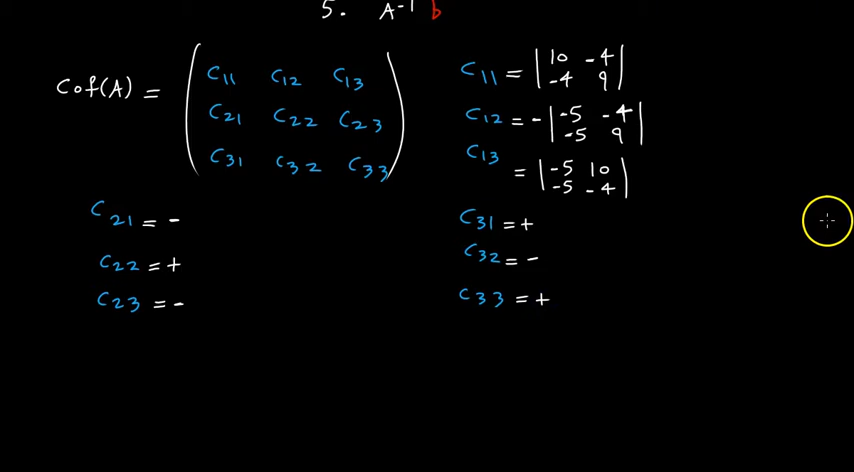 5. A⁻¹ b
Cof(A) = ( C11 C12 C13
C21 C22 C23
C31 C32 C33 )
C11 = | 10 -4
-4 9 |
C12 = - | -5 -4
-5 9 |
C13 = | -5 10
-5 -4 |
C21 = -
C22 = +
C23 = -
C31 = +
C32 = -
C33 = +